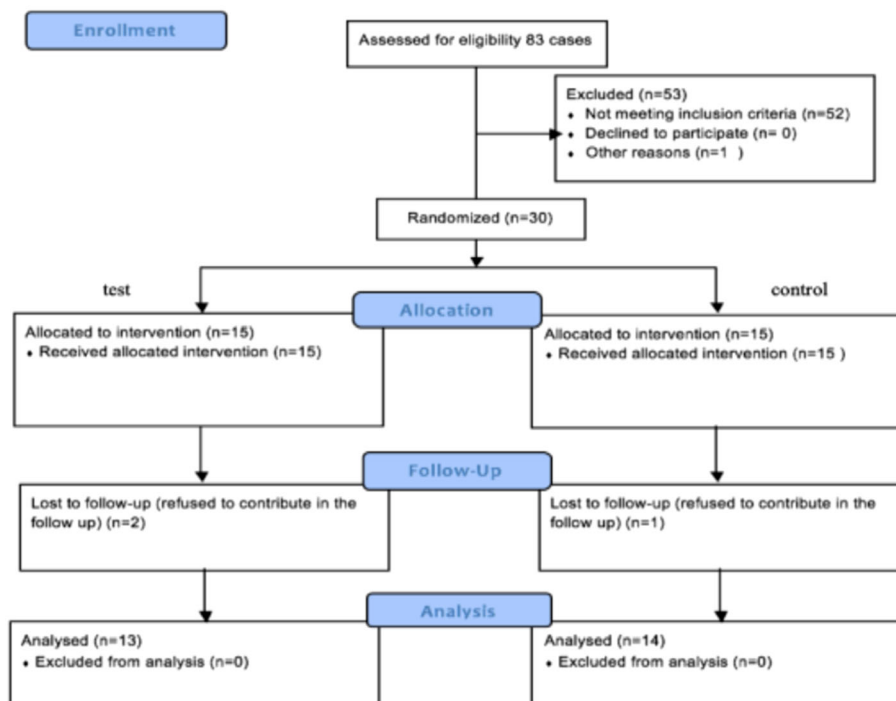 Enrollment
Assessed for eligibility 83 cases
Excluded (n=53)
⬧ Not meeting inclusion criteria (n=52)
⬧ Declined to participate (n= 0)
⬧ Other reasons (n=1 )
Randomized (n=30)
test
control
Allocation
Allocated to intervention (n=15)
⬧ Received allocated intervention (n=15)
Allocated to intervention (n=15)
⬧ Received allocated intervention (n=15 )
Follow-Up
Lost to follow-up (refused to contribute in the
follow up) (n=2)
Lost to follow-up (refused to contribute in the
follow up) (n=1)
Analysis
Analysed (n=13)
⬧ Excluded from analysis (n=0)
Analysed (n=14)
⬧ Excluded from analysis (n=0)